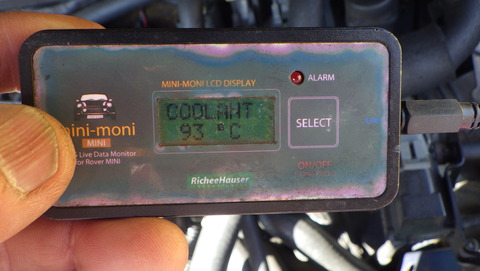 MINI-MONI LCD DISPLAY
ALARM
COOLANT
93 °C
SELECT
mini-moni
MINI
Live Data Monitor
for Rover MINI
ON/OFF
RicheeHauser